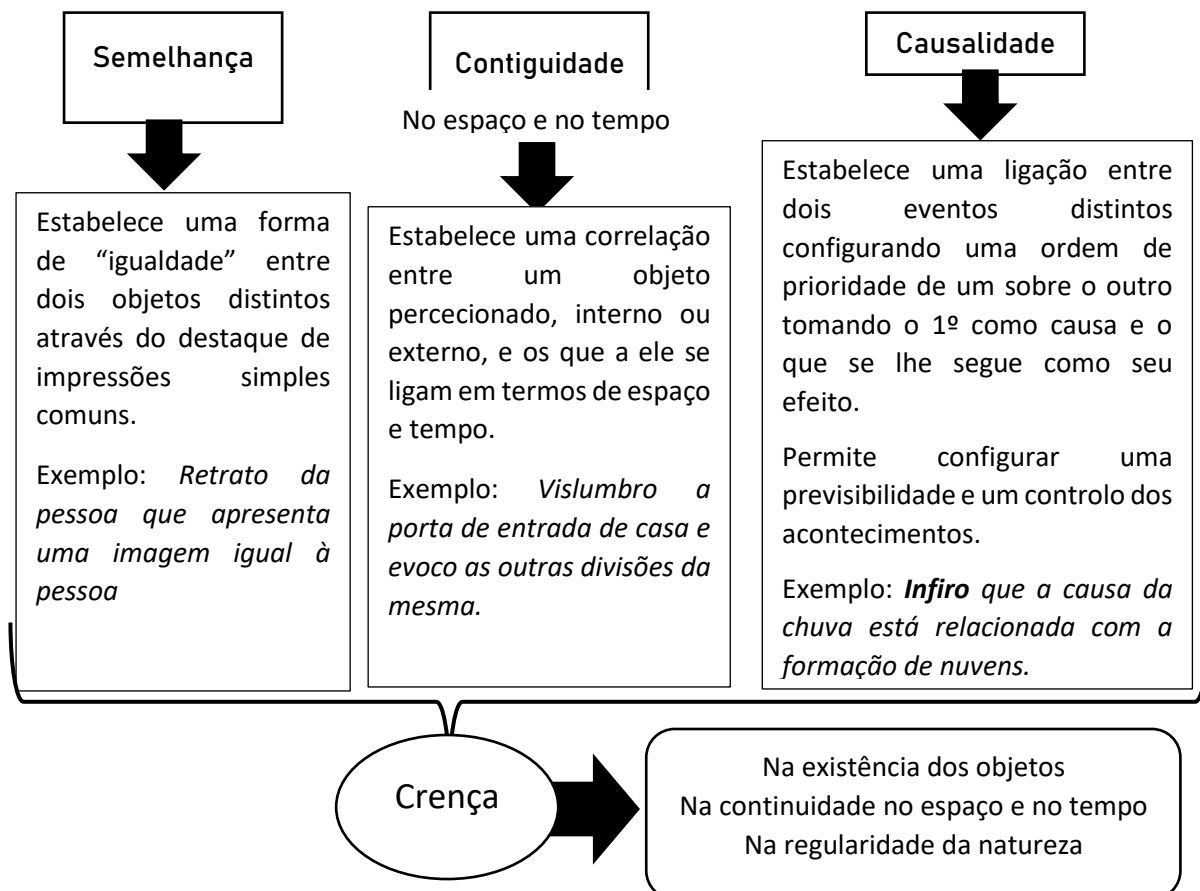 Semelhança
Contiguidade
No espaço e no tempo
Causalidade
Estabelece uma forma
de “igualdade” entre
dois objetos distintos
através do destaque de
impressões simples
comuns.
Exemplo: Retrato da
pessoa que apresenta
uma imagem igual à
pessoa
Estabelece uma correlação
entre um objeto
percecionado, interno ou
externo, e os que a ele se
ligam em termos de espaço
e tempo.
Exemplo: Vislumbro a
porta de entrada de casa e
evoco as outras divisões da
mesma.
Estabelece uma ligação entre
dois eventos distintos
configurando uma ordem de
prioridade de um sobre o outro
tomando o 1º como causa e o
que se lhe segue como seu
efeito.
Permite configurar uma
previsibilidade e um controlo dos
acontecimentos.
Exemplo: Infiro que a causa da
chuva está relacionada com a
formação de nuvens.
Crença
Na existência dos objetos
Na continuidade no espaço e no tempo
Na regularidade da natureza